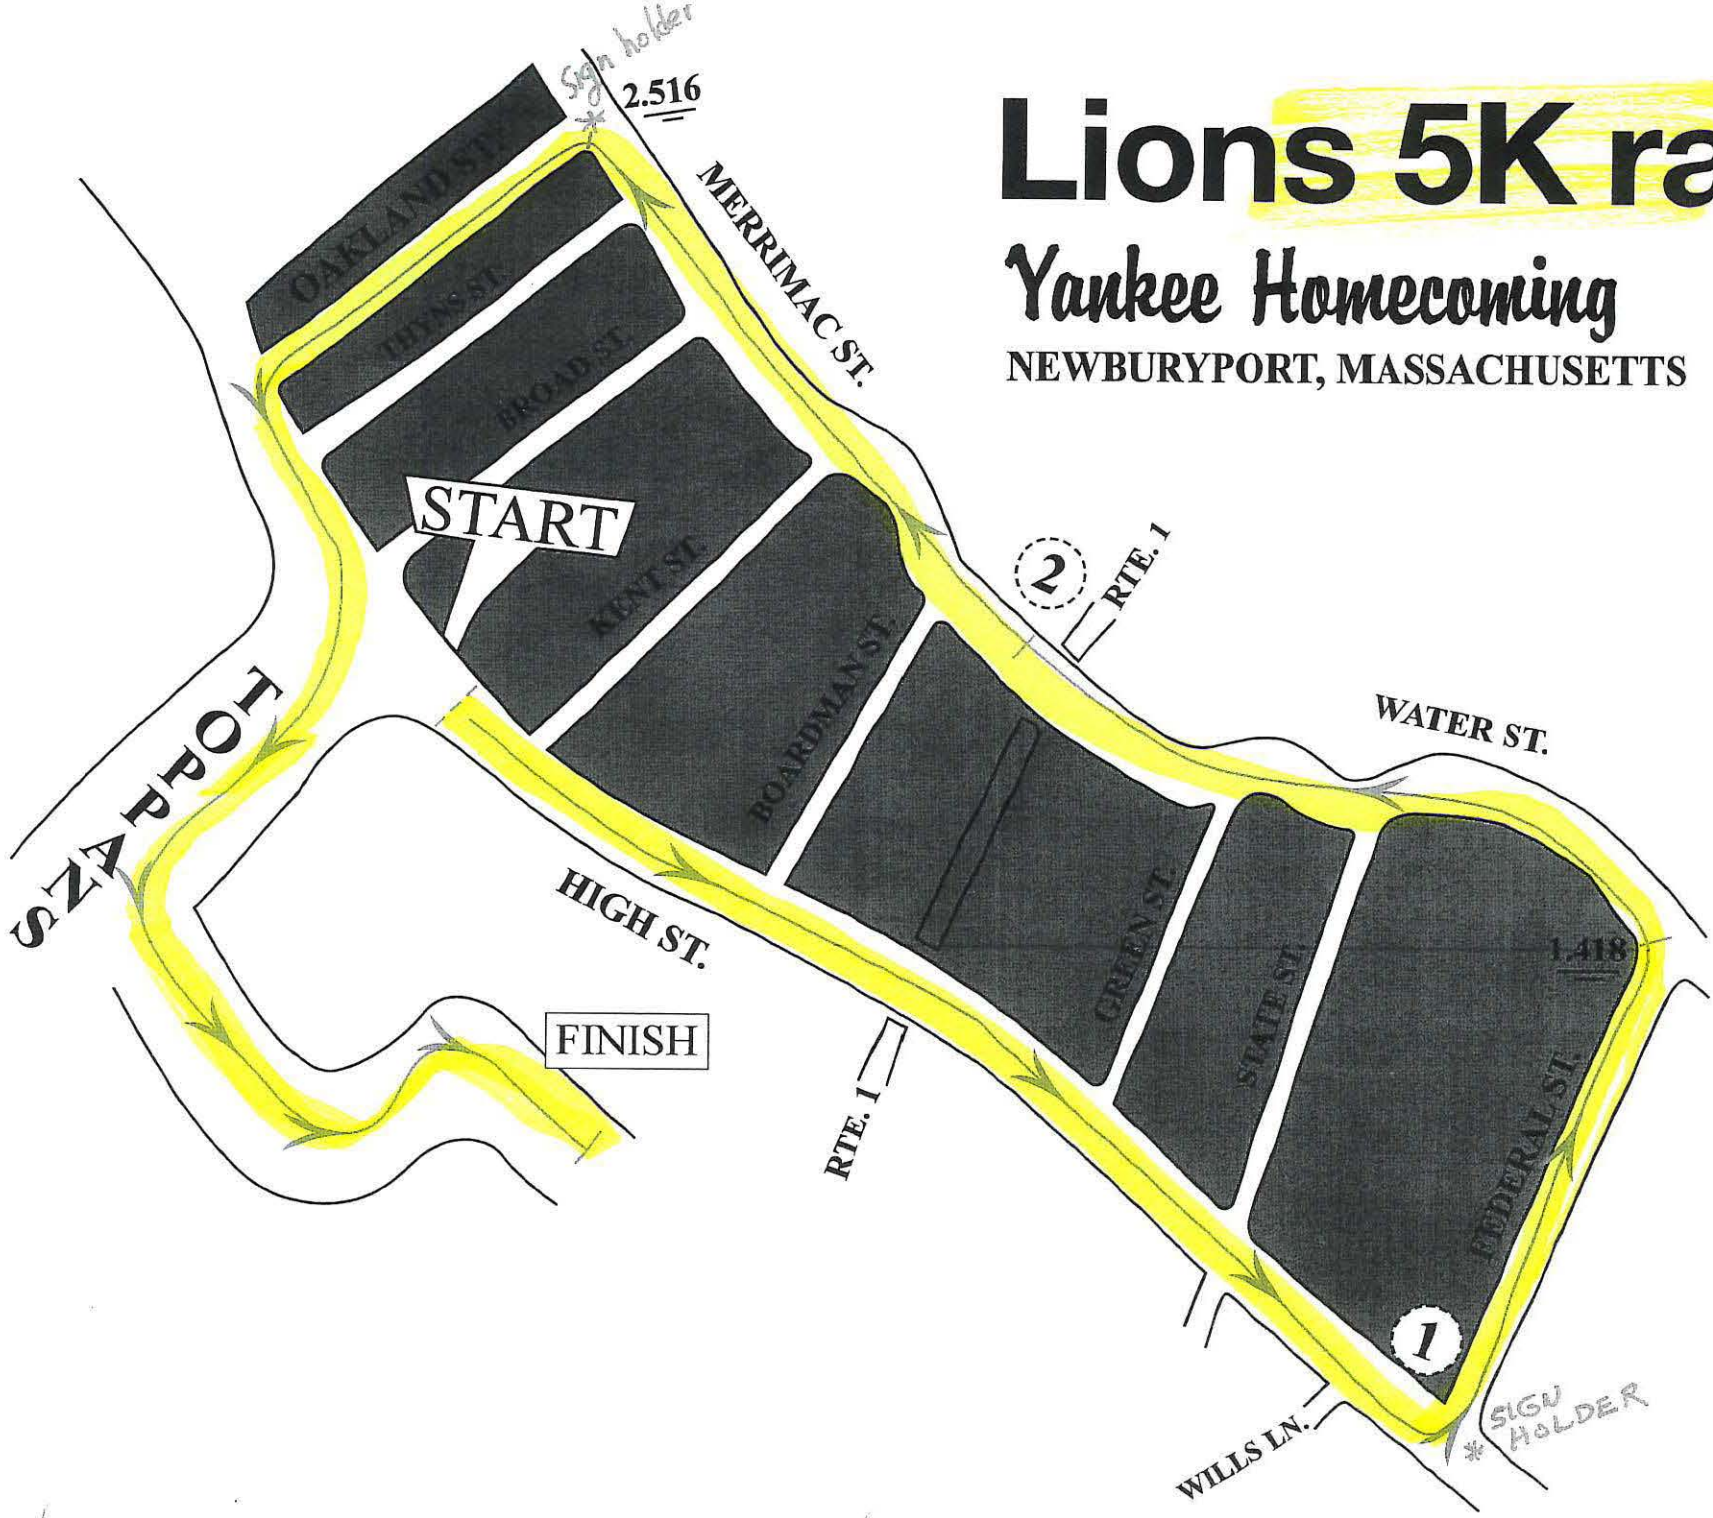 Sign holder
2.516
Lions 5K ra
Yankee Homecoming
NEWBURYPORT, MASSACHUSETTS
MERRIMAC ST.
OAKLAND ST.
THYNG ST.
BROAD ST.
START
KENT ST.
2
RTE. 1
BOARDMAN ST.
WATER ST.
TOPPANS
HIGH ST.
GREEN ST.
STATE ST.
1.418
FINISH
RTE. 1
FEDERAL ST.
1
SIGN
HOLDER
WILLS LN.